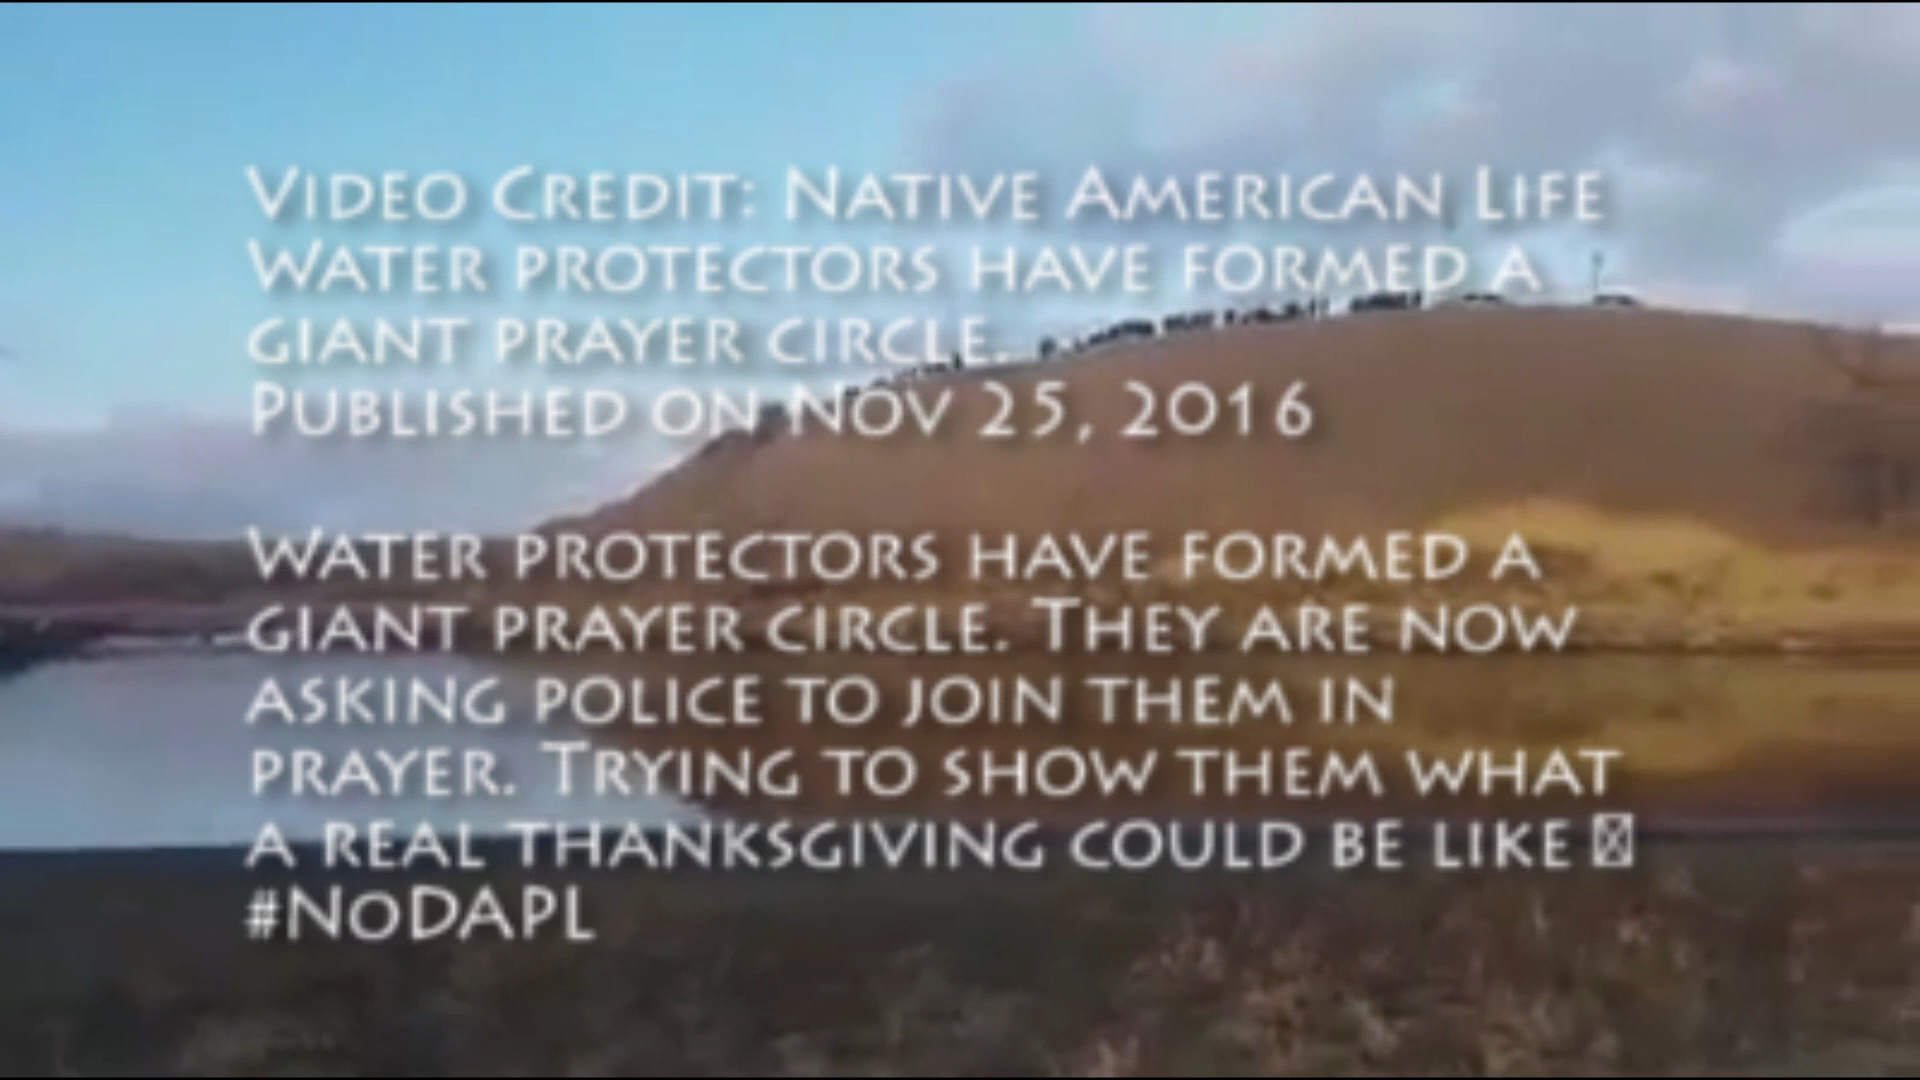 Video Credit: Native American Life
Water protectors have formed a
giant prayer circle.
Published on Nov 25, 2016
Water protectors have formed a
giant prayer circle. They are now
asking police to join them in
prayer. Trying to show them what
a real thanksgiving could be like
#NoDAPL